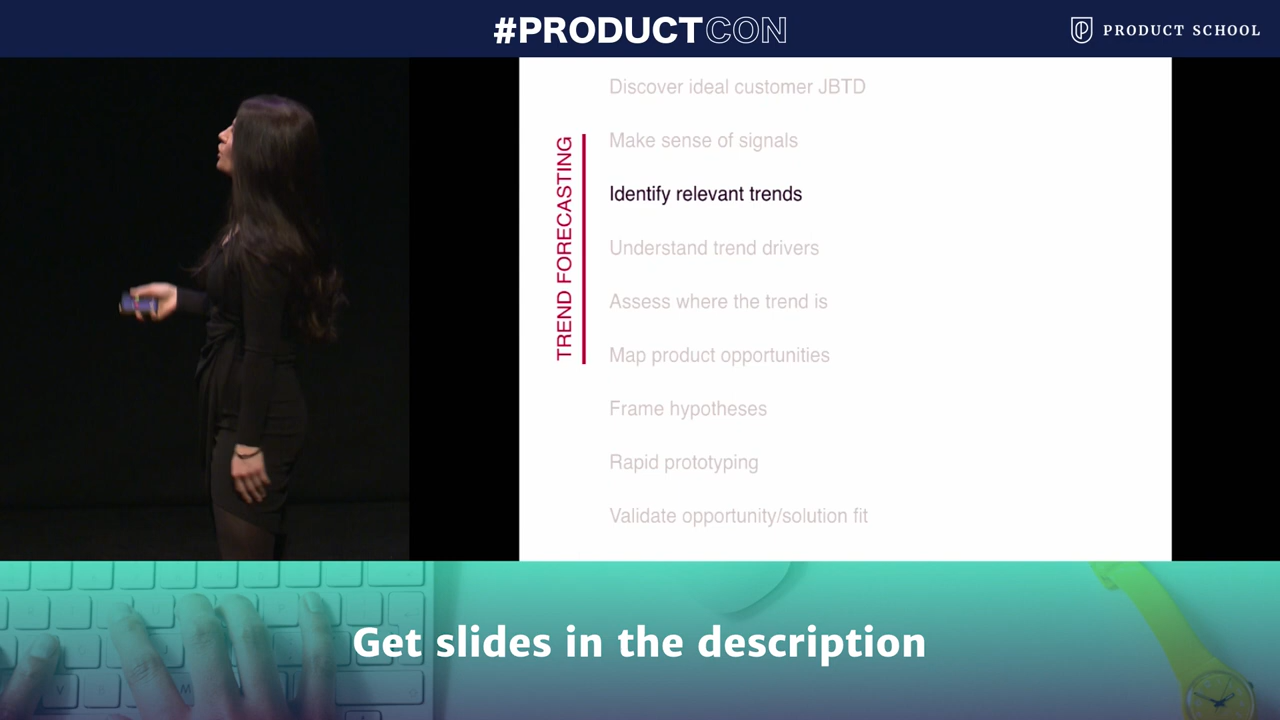 #PRODUCTCON
PRODUCT SCHOOL
TREND FORECASTING
Discover ideal customer JBTD
Make sense of signals
Identify relevant trends
Understand trend drivers
Assess where the trend is
Map product opportunities
Frame hypotheses
Rapid prototyping
Validate opportunity/solution fit
Get slides in the description